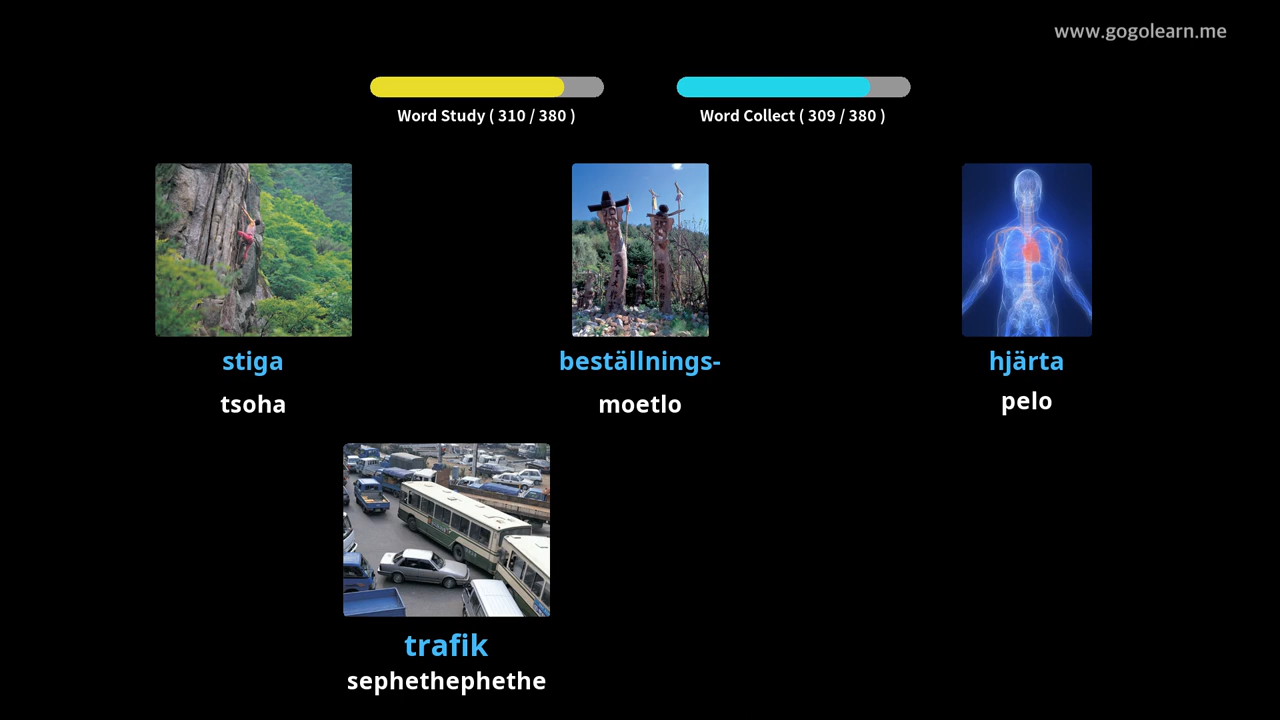 www.gogolearn.me
Word Study ( 310 / 380 )
Word Collect ( 309 / 380 )
stiga
beställnings-
hjärta
tsoha
moetlo
pelo
trafik
sephethephethe